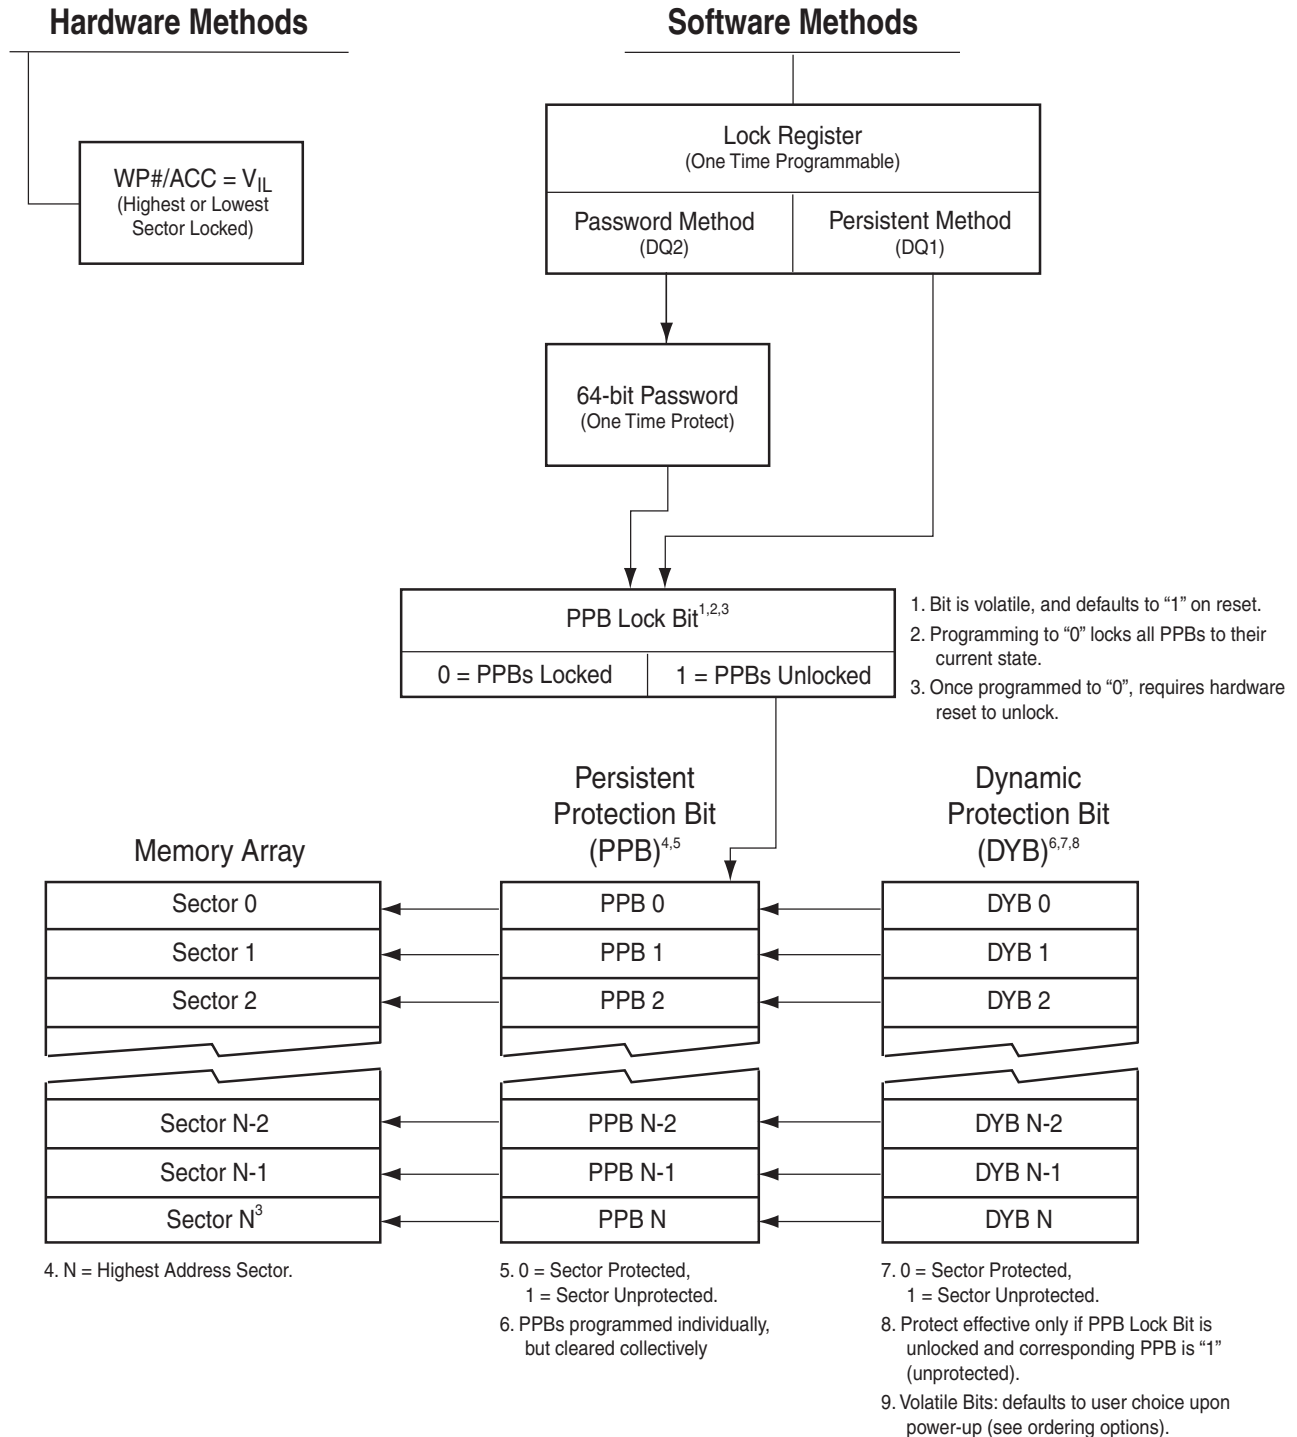 Hardware Methods
Software Methods
WP#/ACC = VIL
(Highest or Lowest
Sector Locked)
Lock Register
(One Time Programmable)
Password Method
(DQ2)
Persistent Method
(DQ1)
64-bit Password
(One Time Protect)
PPB Lock Bit1,2,3
0 = PPBs Locked
1 = PPBs Unlocked
1. Bit is volatile, and defaults to “1” on reset.
2. Programming to “0” locks all PPBs to their
current state.
3. Once programmed to “0”, requires hardware
reset to unlock.
Memory Array
Persistent
Protection Bit
(PPB)4,5
Dynamic
Protection Bit
(DYB)6,7,8
Sector 0
PPB 0
DYB 0
Sector 1
PPB 1
DYB 1
Sector 2
PPB 2
DYB 2
Sector N-2
PPB N-2
DYB N-2
Sector N-1
PPB N-1
DYB N-1
Sector N3
PPB N
DYB N
4. N = Highest Address Sector.
5. 0 = Sector Protected,
1 = Sector Unprotected.
6. PPBs programmed individually,
but cleared collectively
7. 0 = Sector Protected,
1 = Sector Unprotected.
8. Protect effective only if PPB Lock Bit is
unlocked and corresponding PPB is “1”
(unprotected).
9. Volatile Bits: defaults to user choice upon
power-up (see ordering options).